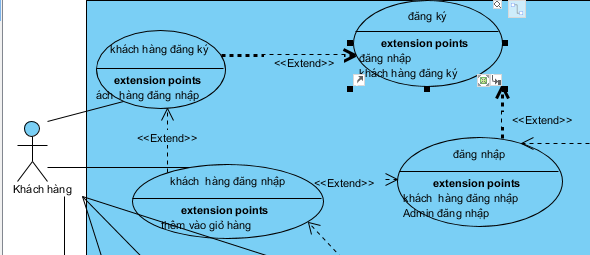 đăng ký
extension points
đăng nhập
khách hàng đăng ký
khách hàng đăng ký
extension points
ách hàng đăng nhập
<<Extend>>
<<Extend>>
<<Extend>>
đăng nhập
extension points
khách hàng đăng nhập
Admin đăng nhập
Khách hàng
khách hàng đăng nhập
extension points
thêm vào giỏ hàng
<<Extend>>